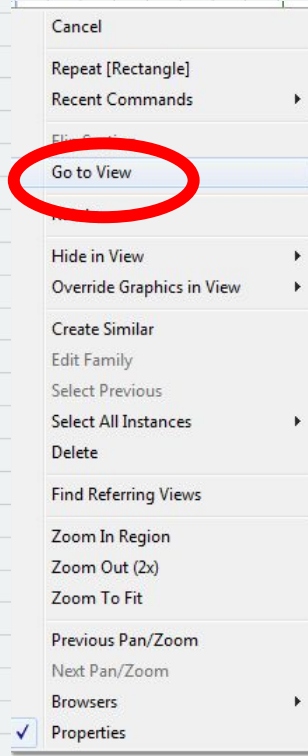 Cancel
Repeat [Rectangle]
Recent Commands
Go to View
Hide in View
Override Graphics in View
Create Similar
Edit Family
Select Previous
Select All Instances
Delete
Find Referring Views
Zoom In Region
Zoom Out (2x)
Zoom To Fit
Previous Pan/Zoom
Next Pan/Zoom
Browsers
Properties